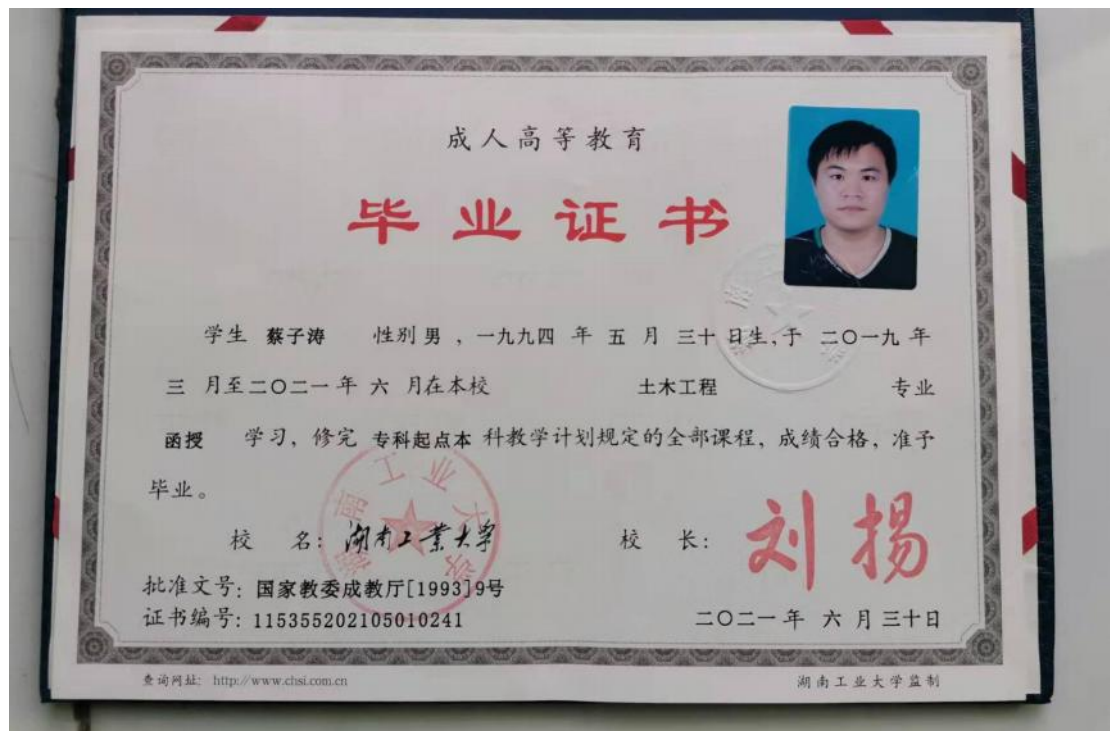 成人高等教育
毕业证书
学生 蔡子涛 性别 男 ，一九九四 年 五 月 三十 日生，于 二〇一九 年
三 月至二〇二一年 六 月在本校 土木工程 专业
函授 学习，修完 专科起点本 科教学计划规定的全部课程，成绩合格，准予
毕业。
校 名：湖南工业大学 校 长：刘扬
批准文号：国家教委成教厅[1993]9号
证书编号：115355202105010241
二〇二一年 六 月三十日
查询网址：http://www.chsi.com.cn
湖南工业大学监制